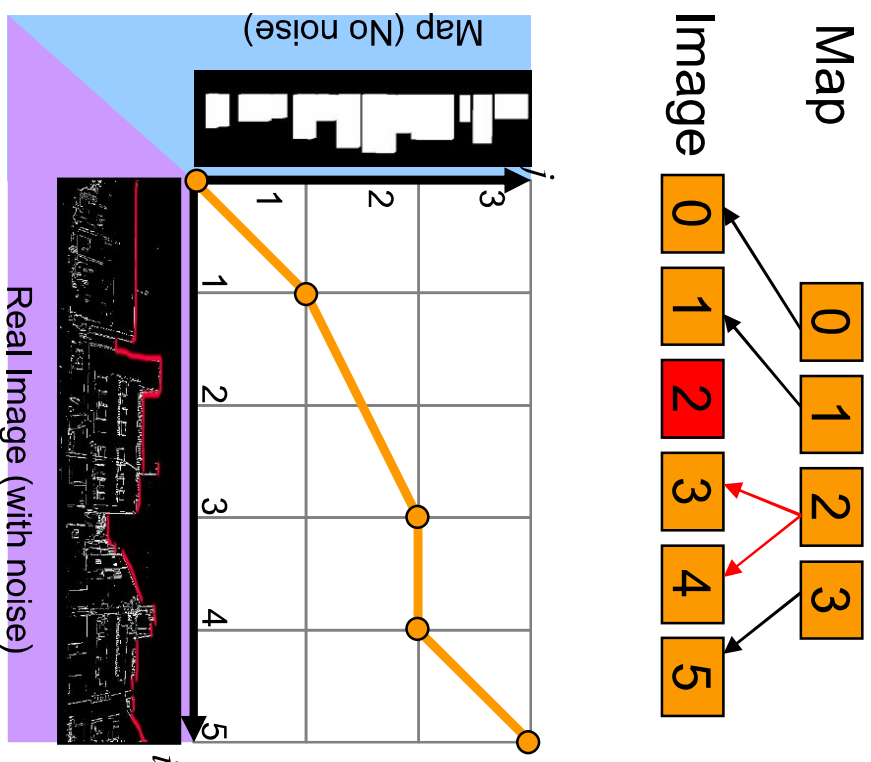 Map
0 1 2 3
Image
0 1 2 3 4 5
Map (No noise)
j
1 2 3
1 2 3 4 5
i
Real Image (with noise)